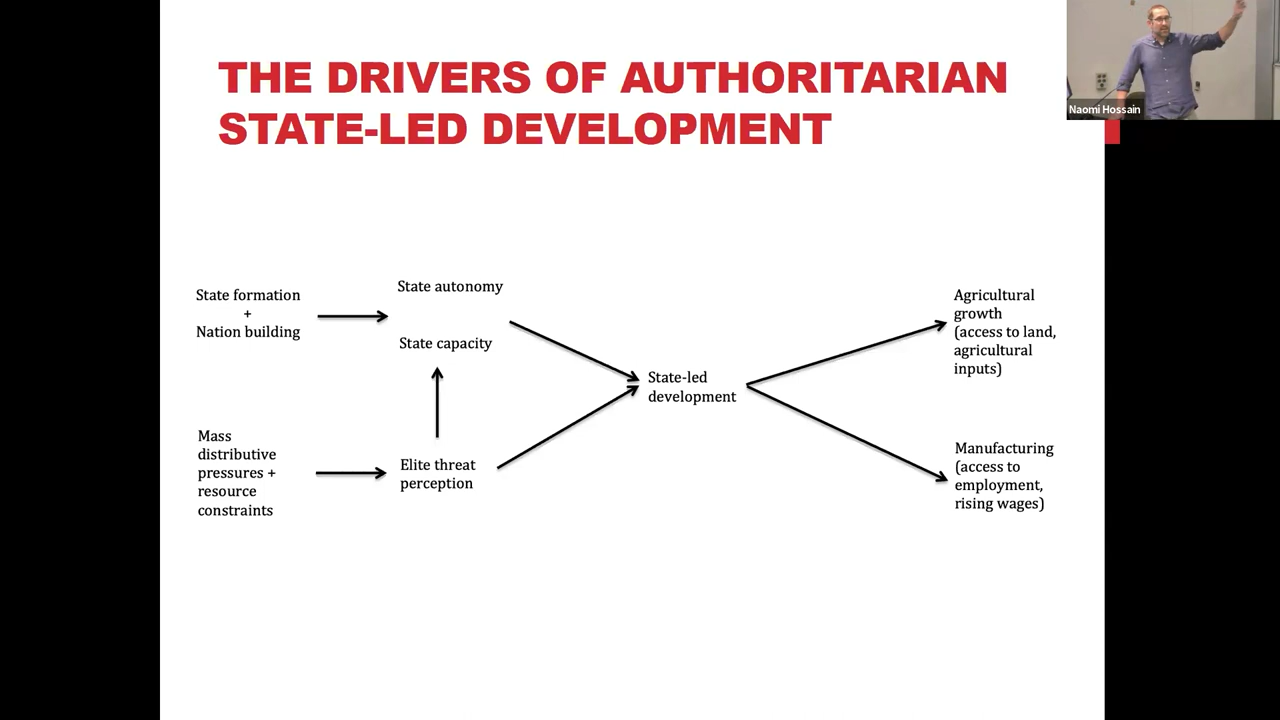 THE DRIVERS OF AUTHORITARIAN
STATE-LED DEVELOPMENT
Naomi Hossain
State formation
+
Nation building
State autonomy
State capacity
Mass
distributive
pressures +
resource
constraints
Elite threat
perception
State-led
development
Agricultural
growth
(access to land,
agricultural
inputs)
Manufacturing
(access to
employment,
rising wages)